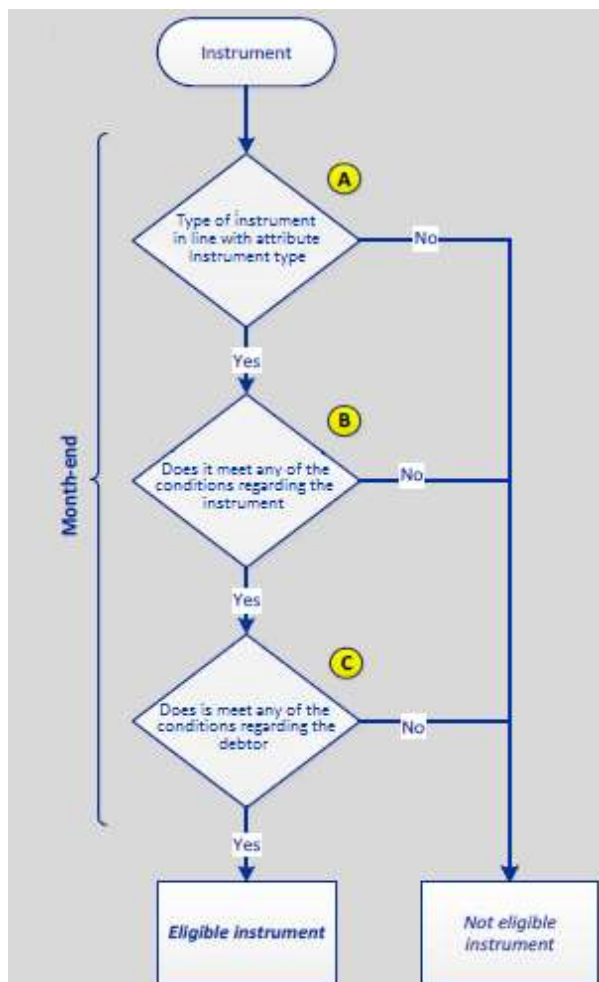 Instrument
A
Type of instrument
in line with attribute
Instrument type
No
Yes
B
Does it meet any of the
conditions regarding the
instrument
No
Month-end
Yes
C
Does is meet any of the
conditions regarding the
debtor
No
Yes
Eligible instrument
Not eligible
instrument